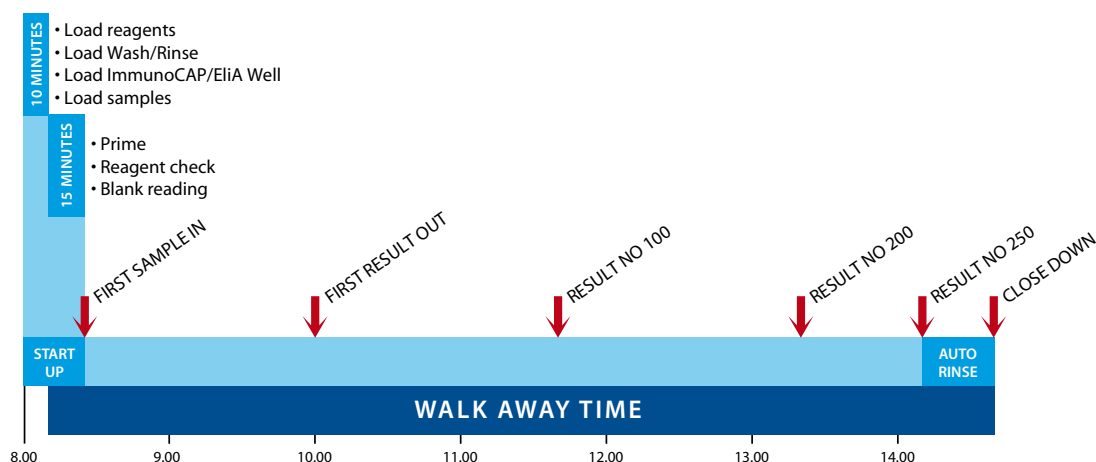 10 MINUTES
• Load reagents
• Load Wash/Rinse
• Load ImmunoCAP/EliA Well
• Load samples
15 MINUTES
• Prime
• Reagent check
• Blank reading
FIRST SAMPLE IN
FIRST RESULT OUT
RESULT NO 100
RESULT NO 200
RESULT NO 250
CLOSE DOWN
START
UP
AUTO
RINSE
WALK AWAY TIME
8.00 9.00 10.00 11.00 12.00 13.00 14.00